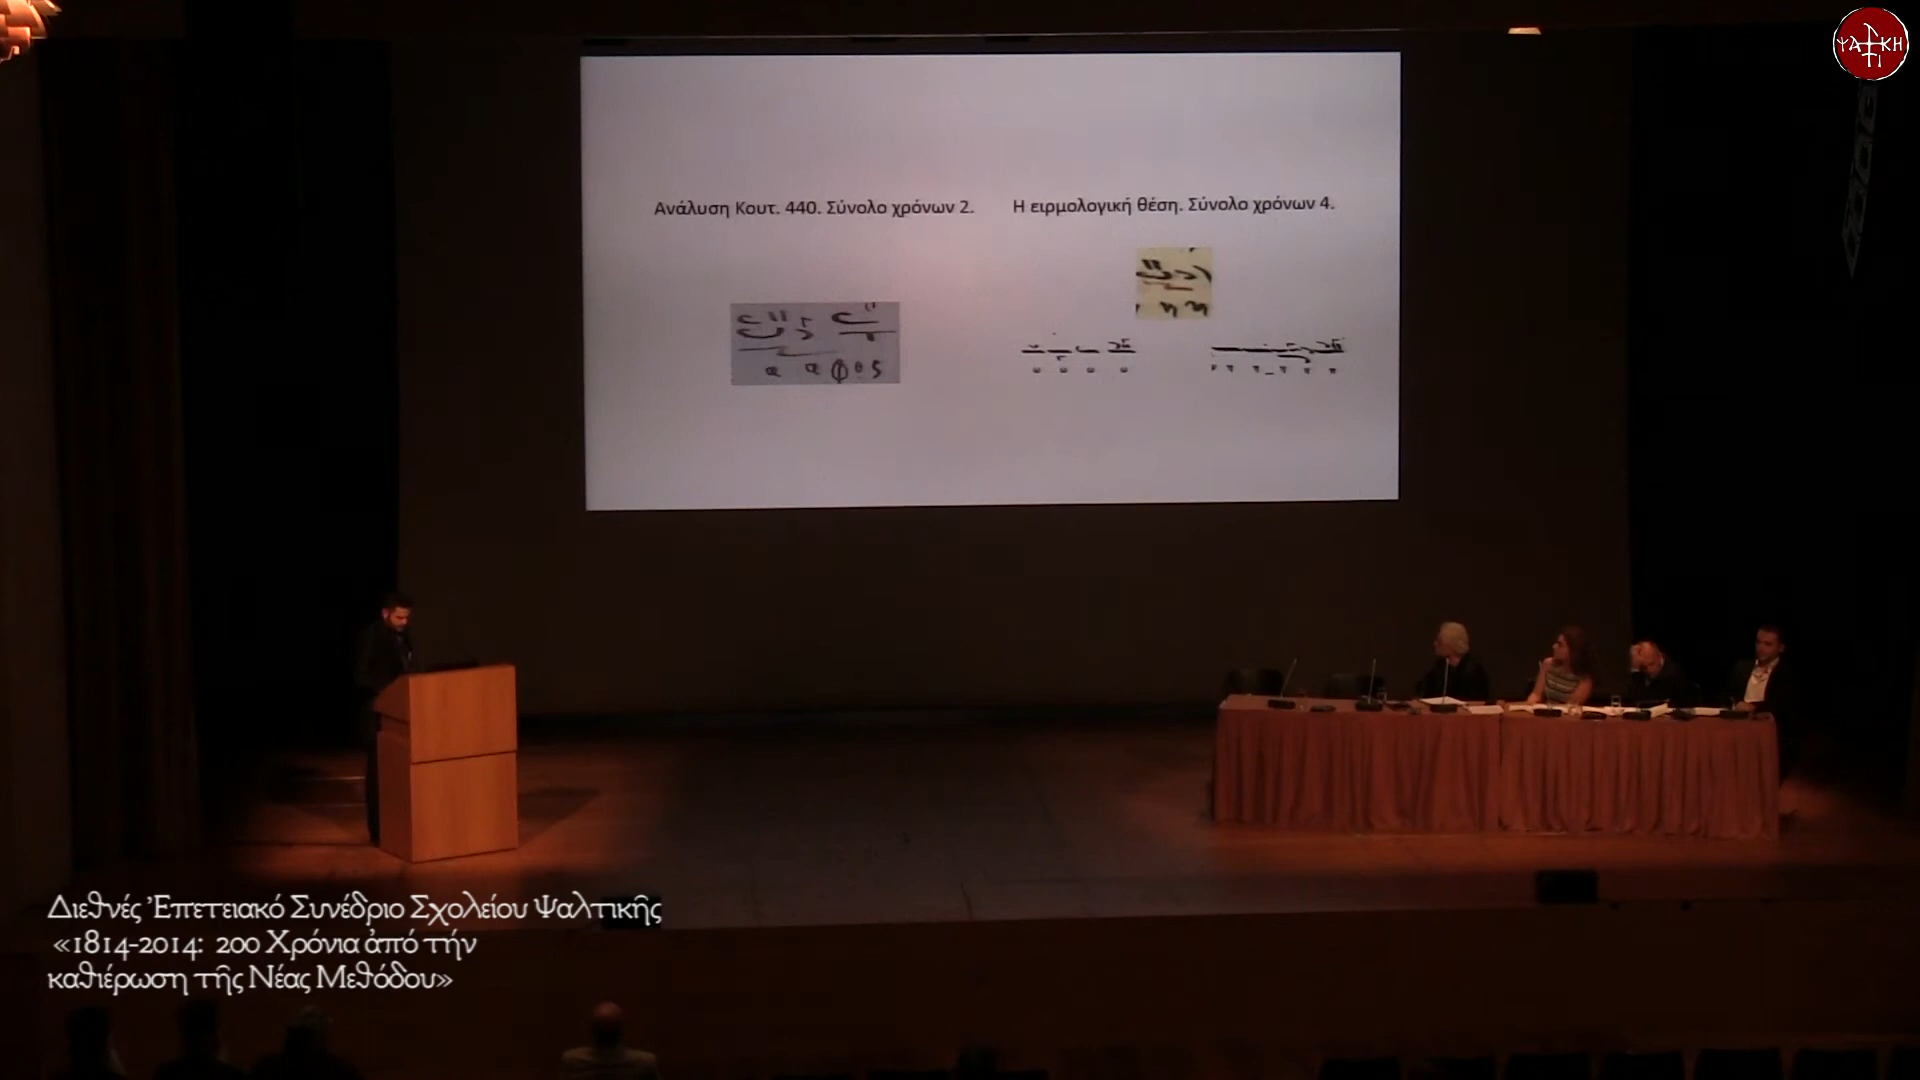 ΨΑΤΚΗ
Ανάλυση Κουτ. 440. Σύνολο χρόνων 2.
Η ειρμολογική θέση. Σύνολο χρόνων 4.
Διεθνές Ἐπετειακό Συνέδριο Σχολείου Ψαλτικῆς
«1814-2014: 200 Χρόνια ἀπό τήν
καθιέρωση τῆς Νέας Μεθόδου»